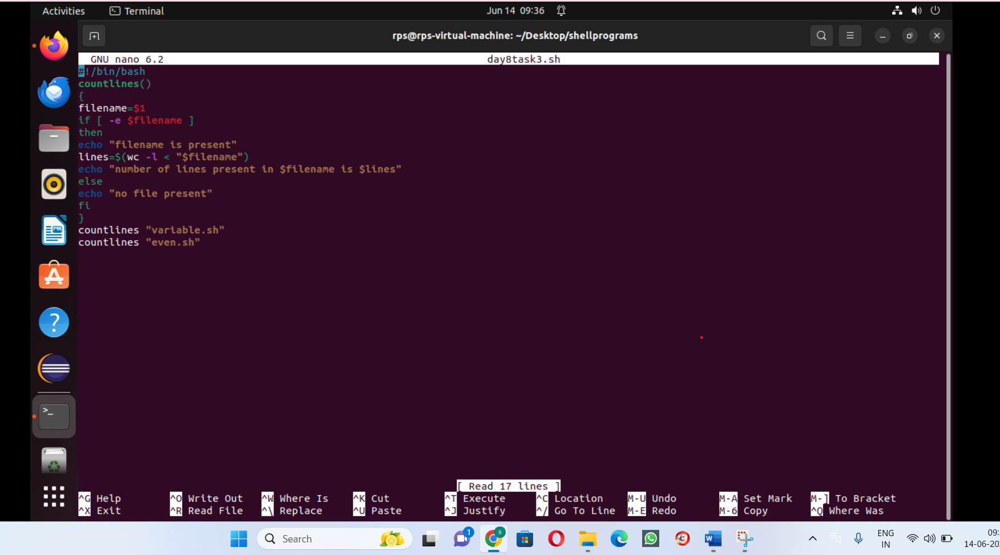 Activities
Terminal
Jun 14 09:36
rps@rps-virtual-machine: ~/Desktop/shellprograms
GNU nano 6.2 day8task3.sh
#!/bin/bash
countlines()
{
filename=$1
if [ -e $filename ]
then
echo "filename is present"
lines=$(wc -l < "$filename")
echo "number of lines present in $filename is $lines"
else
echo "no file present"
fi
}
countlines "variable.sh"
countlines "even.sh"
[ Read 17 lines ]
^G Help ^O Write Out ^W Where Is ^K Cut ^T Execute ^C Location M-U Undo M-A Set Mark M-] To Bracket
^X Exit ^R Read File ^\ Replace ^U Paste ^J Justify ^/ Go To Line M-E Redo M-6 Copy ^Q Where Was
Search
1
ENG
IN
09:
14-06-20